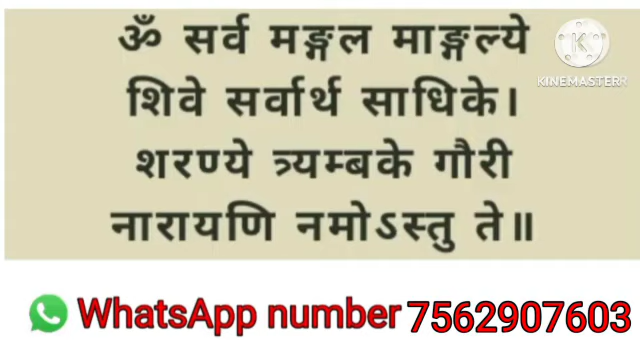 ॐ सर्व मङ्गल माङ्गल्ये
KINEMASTER
शिवे सर्वार्थ साधिके।
शरण्ये त्र्यम्बके गौरी
नारायणि नमोऽस्तु ते॥
WhatsApp number 7562907603